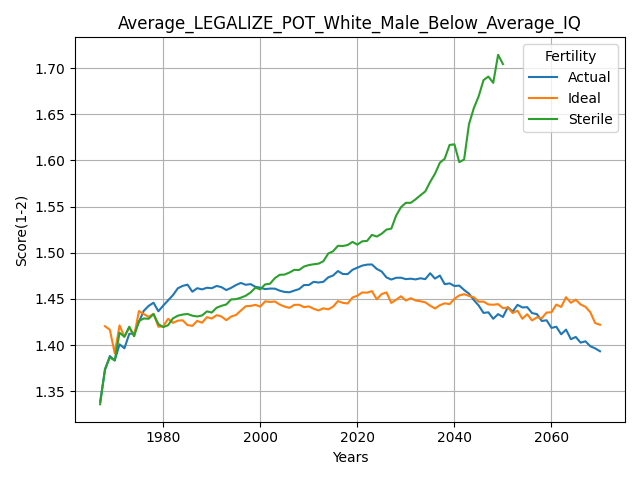 Average_LEGALIZE_POT_White_Male_Below_Average_IQ
Fertility
Actual
Ideal
Sterile
Score(1-2)
1.70
1.65
1.60
1.55
1.50
1.45
1.40
1.35
1980
2000
2020
2040
2060
Years